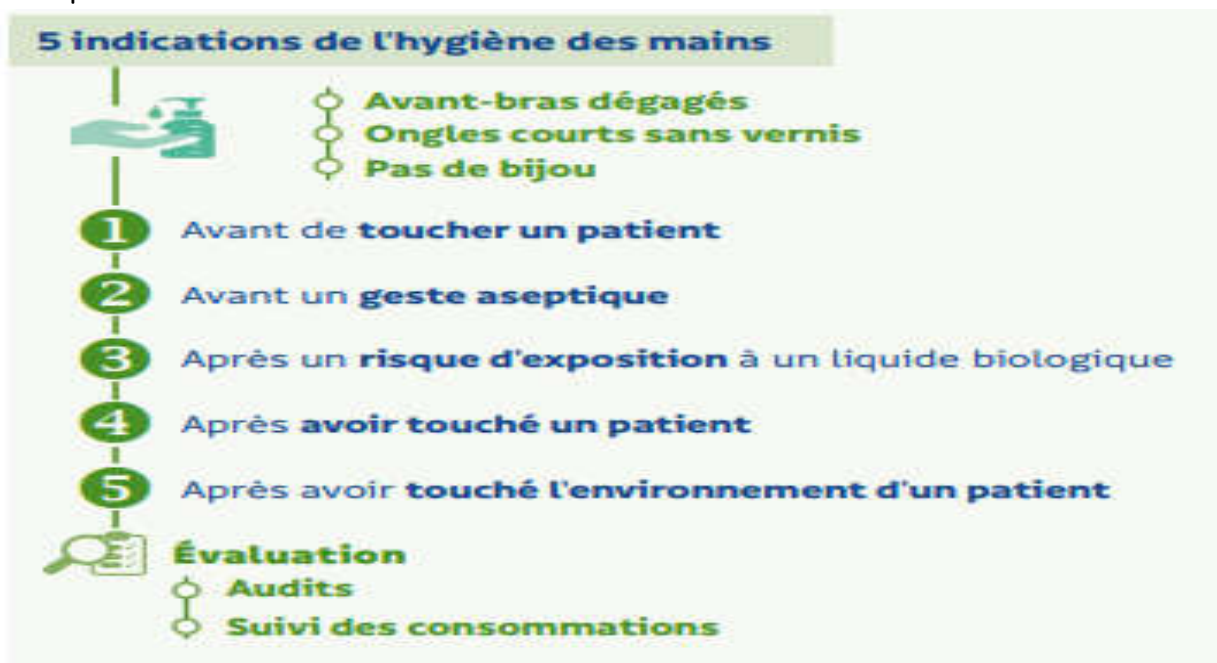 5 indications de l'hygiène des mains
Avant-bras dégagés
Ongles courts sans vernis
Pas de bijou
1 Avant de toucher un patient
2 Avant un geste aseptique
3 Après un risque d'exposition à un liquide biologique
4 Après avoir touché un patient
5 Après avoir touché l'environnement d'un patient
Évaluation
Audits
Suivi des consommations